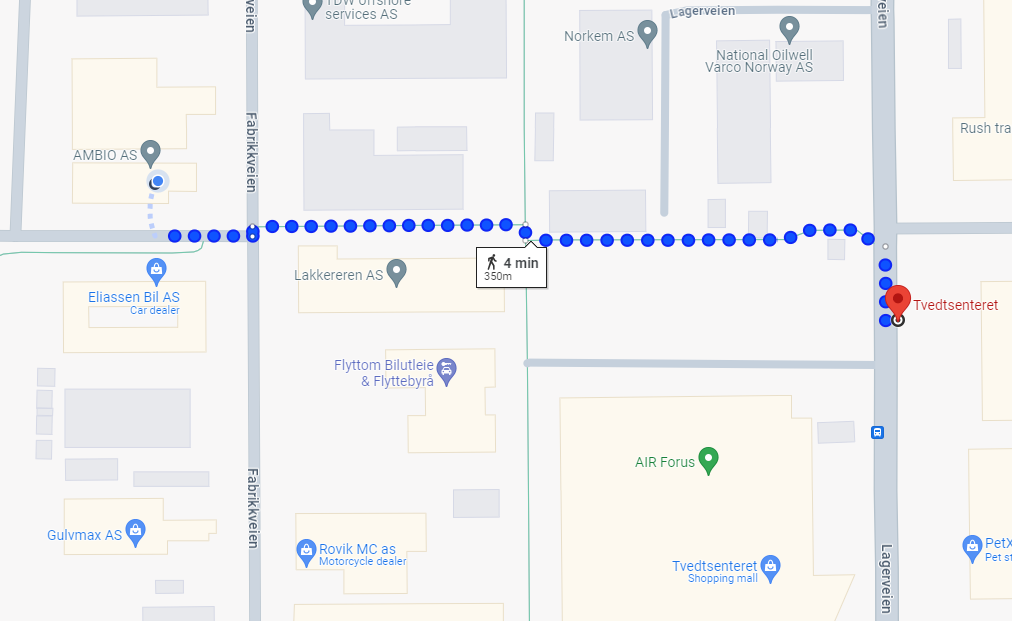 veien
TDW offshore
services AS
Lagerveien
veien
Norkem AS
National Oilwell
Varco Norway AS
Fabrikkveien
Rush tra
AMBIO AS
4 min
350m
Lakkereren AS
Eliassen Bil AS
Car dealer
Tvedtsenteret
Flyttom Bilutleie
& Flyttebyrå
AIR Forus
Fabrikkveien
Gulvmax AS
Rovik MC as
Motorcycle dealer
Tvedtsenteret
Shopping mall
Lagerveien
PetX
Pet st